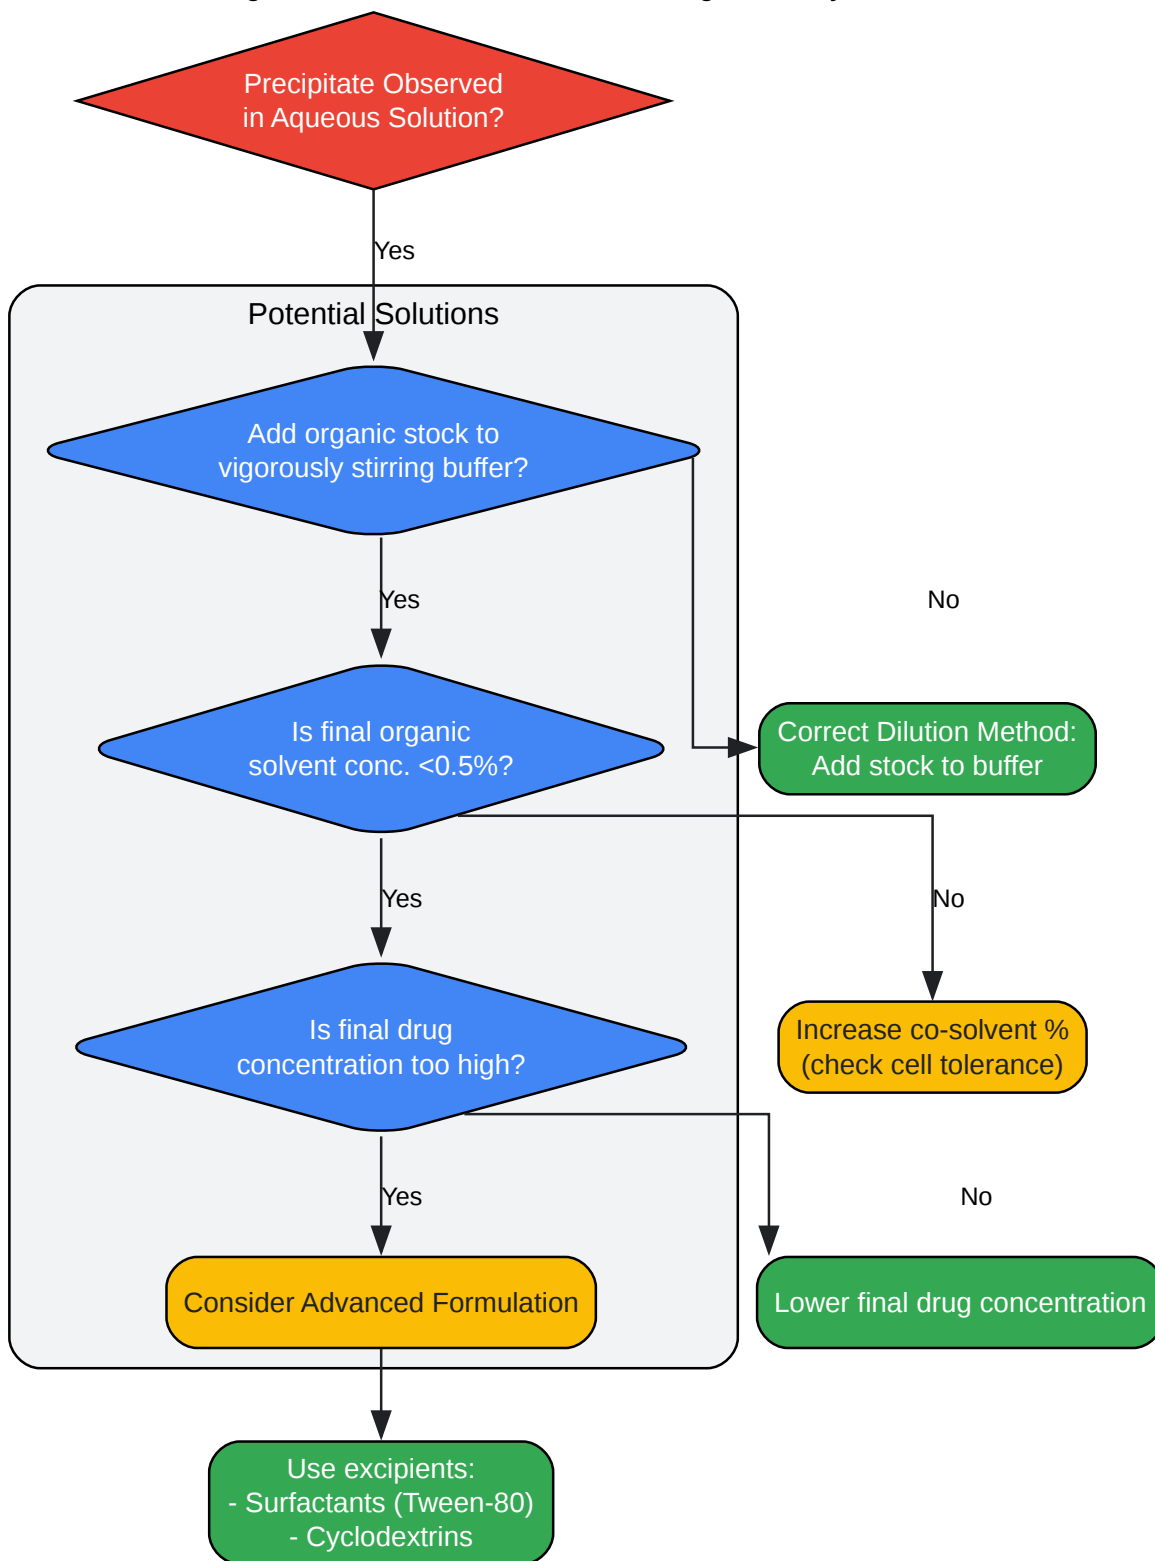 Precipitate Observed
in Aqueous Solution?
Yes
Potential Solutions
Add organic stock to
vigorously stirring buffer?
Yes
No
Is final organic
solvent conc. <0.5%?
Correct Dilution Method:
Add stock to buffer
Yes
No
Is final drug
concentration too high?
Increase co-solvent %
(check cell tolerance)
Yes
No
Consider Advanced Formulation
Lower final drug concentration
Use excipients:
- Surfactants (Tween-80)
- Cyclodextrins